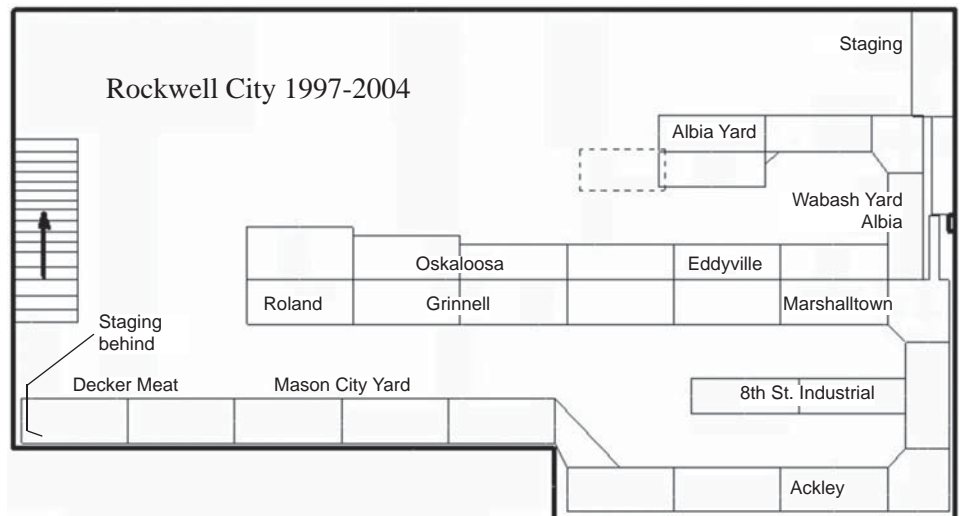 Rockwell City 1997-2004
Staging
Albia Yard
Wabash Yard
Albia
Oskaloosa
Eddyville
Roland
Grinnell
Marshalltown
Staging
behind
Decker Meat
Mason City Yard
8th St. Industrial
Ackley